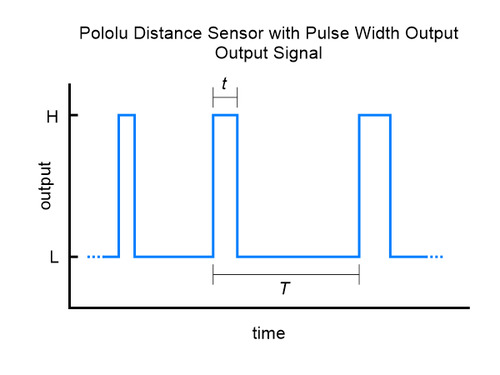 Pololu Distance Sensor with Pulse Width Output
Output Signal
t
H
output
L
T
time